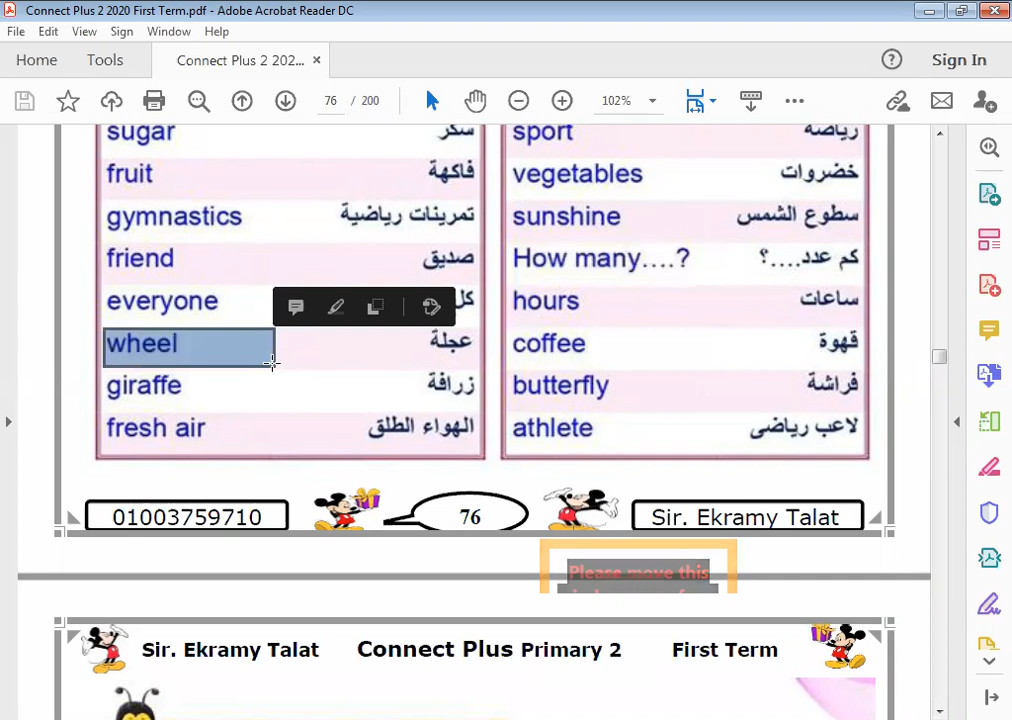 Connect Plus 2 2020 First Term.pdf - Adobe Acrobat Reader DC
File Edit View Sign Window Help
Home Tools Connect Plus 2 202... × Sign In
76 / 200 102%
sugar سكر
fruit فاكهة
gymnastics تمرينات رياضية
friend صديق
everyone كل
wheel عجلة
giraffe زرافة
fresh air الهواء الطلق
sport رياضة
vegetables خضروات
sunshine سطوع الشمس
How many....? كم عدد....؟
hours ساعات
coffee قهوة
butterfly فراشة
athlete لاعب رياضى
01003759710 76 Sir. Ekramy Talat
Please move this
Sir. Ekramy Talat Connect Plus Primary 2 First Term